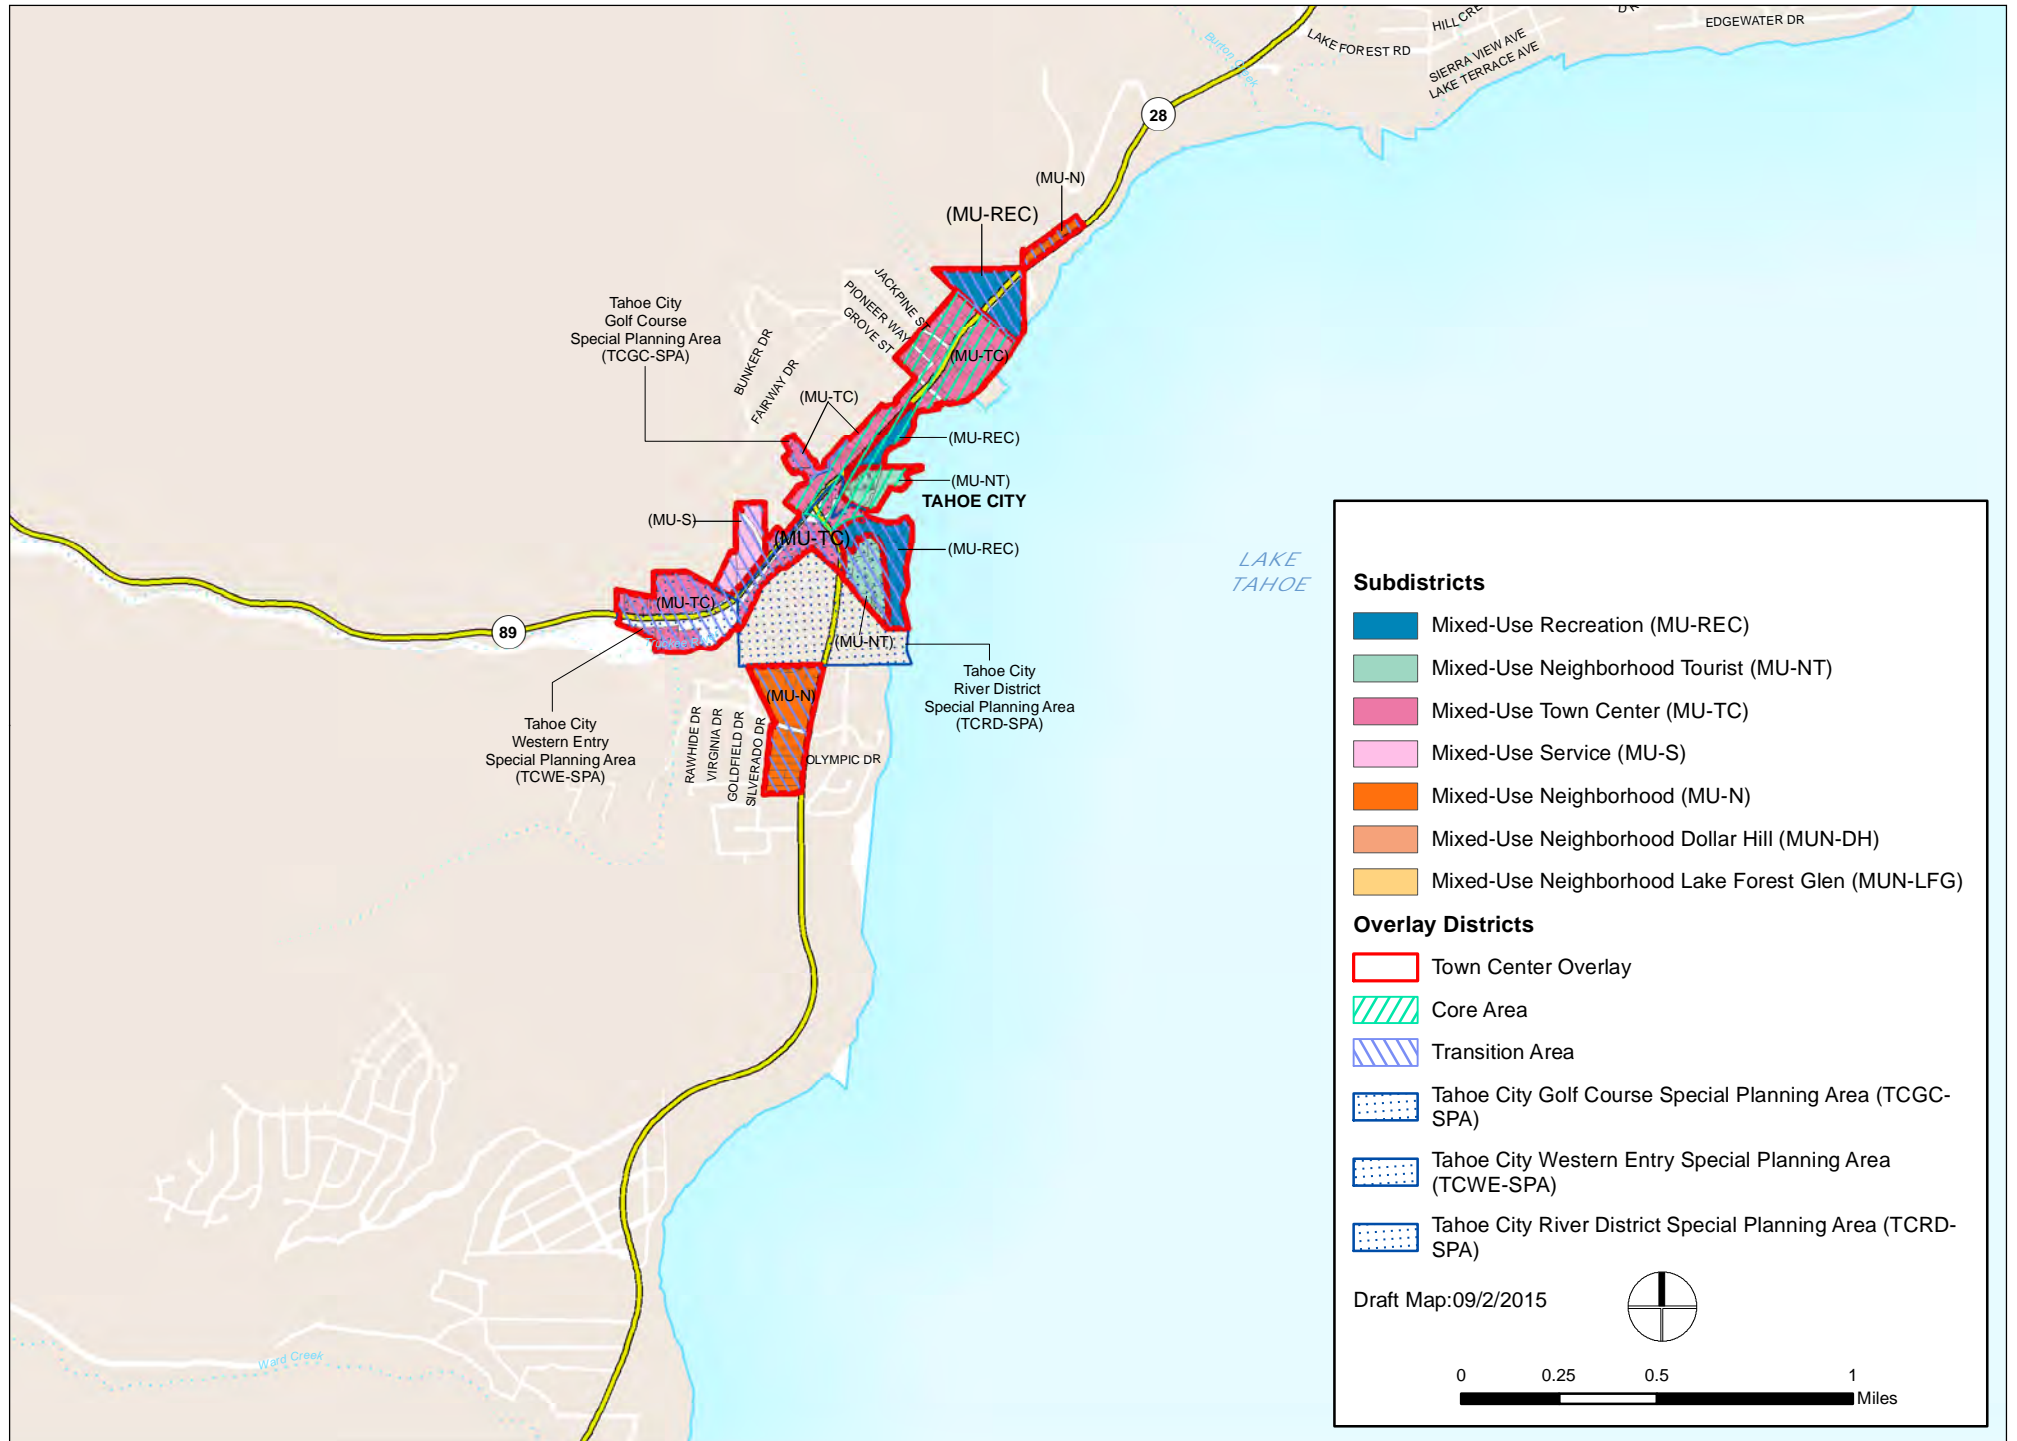 HILLCRE
DR
EDGEWATER DR
LAKE FOREST RD
SIERRA VIEW AVE
LAKE TERRACE AVE
Burton Creek
28
(MU-N)
(MU-REC)
JACKPINE ST
PIONEER WAY
GROVE ST
(MU-TC)
Tahoe City
Golf Course
Special Planning Area
(TCGC-SPA)
BUNKER DR
FAIRWAY DR
(MU-TC)
(MU-REC)
(MU-NT)
TAHOE CITY
(MU-S)
(MU-TC)
(MU-REC)
LAKE
TAHOE
(MU-TC)
89
(MU-NT)
Tahoe City
River District
Special Planning Area
(TCRD-SPA)
(MU-N)
Tahoe City
Western Entry
Special Planning Area
(TCWE-SPA)
RAWHIDE DR
VIRGINIA DR
GOLDFIELD DR
SILVERADO DR
OLYMPIC DR
Ward Creek
Subdistricts
Mixed-Use Recreation (MU-REC)
Mixed-Use Neighborhood Tourist (MU-NT)
Mixed-Use Town Center (MU-TC)
Mixed-Use Service (MU-S)
Mixed-Use Neighborhood (MU-N)
Mixed-Use Neighborhood Dollar Hill (MUN-DH)
Mixed-Use Neighborhood Lake Forest Glen (MUN-LFG)
Overlay Districts
Town Center Overlay
Core Area
Transition Area
Tahoe City Golf Course Special Planning Area (TCGC-
SPA)
Tahoe City Western Entry Special Planning Area
(TCWE-SPA)
Tahoe City River District Special Planning Area (TCRD-
SPA)
Draft Map:09/2/2015
0 0.25 0.5 1
Miles